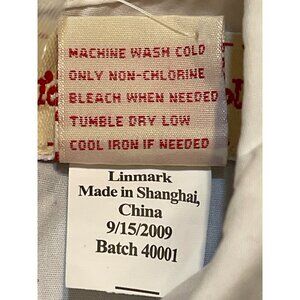 MACHINE WASH COLD
ONLY NON-CHLORINE
BLEACH WHEN NEEDED
TUMBLE DRY LOW
COOL IRON IF NEEDED
Linmark
Made in Shanghai,
China
9/15/2009
Batch 40001